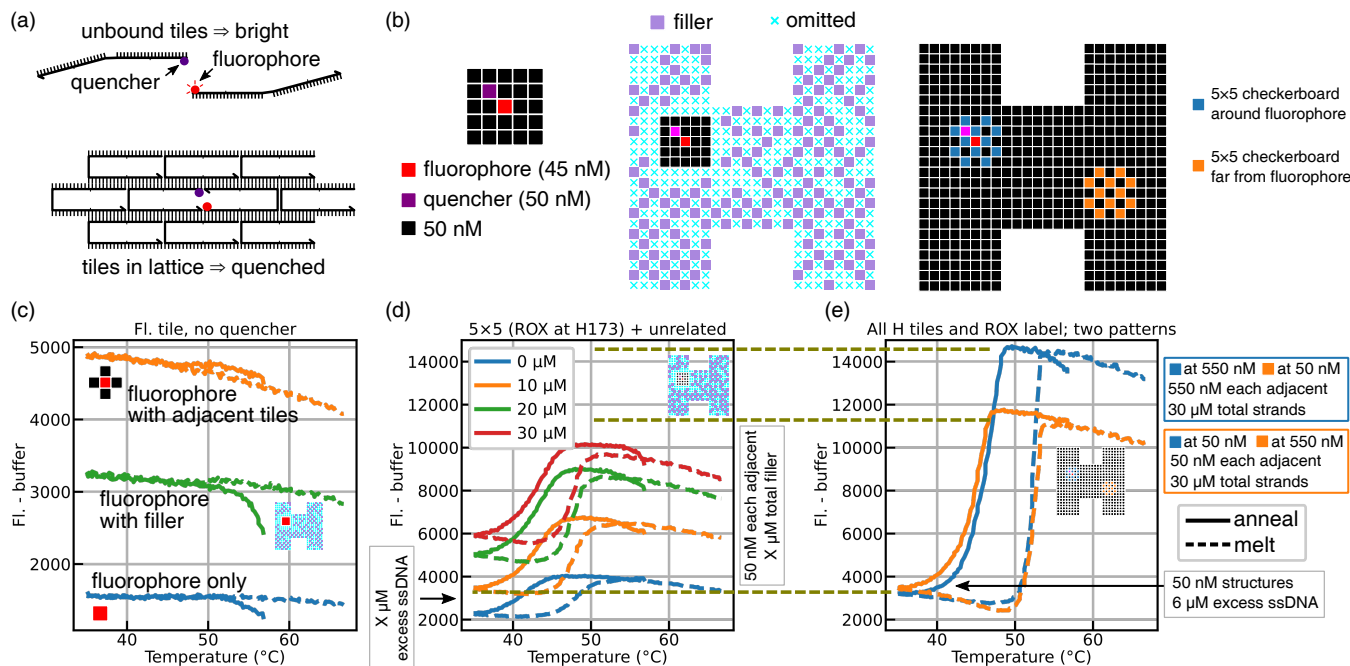 (a)
unbound tiles ⇒ bright
fluorophore
quencher
tiles in lattice ⇒ quenched
(b)
fluorophore (45 nM)
quencher (50 nM)
50 nM
filler
× omitted
5×5 checkerboard
around fluorophore
5×5 checkerboard
far from fluorophore
(c)
Fl. tile, no quencher
Fl. - buffer
5000
4000
3000
2000
fluorophore
with adjacent tiles
fluorophore
with filler
fluorophore only
40
50
60
Temperature (°C)
(d)
5×5 (ROX at H173) + unrelated
Fl. - buffer
14000
12000
10000
8000
6000
4000
2000
0 µM
10 µM
20 µM
30 µM
40
50
60
Temperature (°C)
X µM
excess ssDNA
50 nM each adjacent
X µM total filler
(e)
All H tiles and ROX label; two patterns
Fl. - buffer
14000
12000
10000
8000
6000
4000
2000
40
50
60
Temperature (°C)
at 550 nM at 50 nM
550 nM each adjacent
30 µM total strands
at 50 nM at 550 nM
50 nM each adjacent
30 µM total strands
anneal
melt
50 nM structures
6 µM excess ssDNA